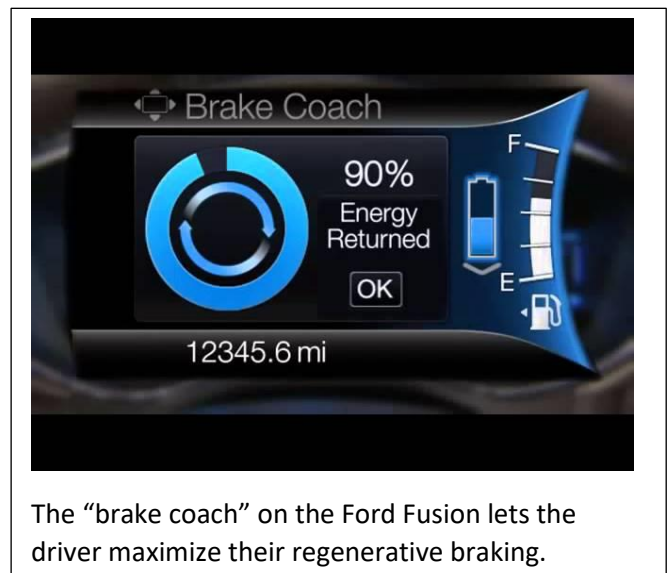 Brake Coach
90%
Energy
Returned
OK
12345.6 mi
F
E
The “brake coach” on the Ford Fusion lets the
driver maximize their regenerative braking.